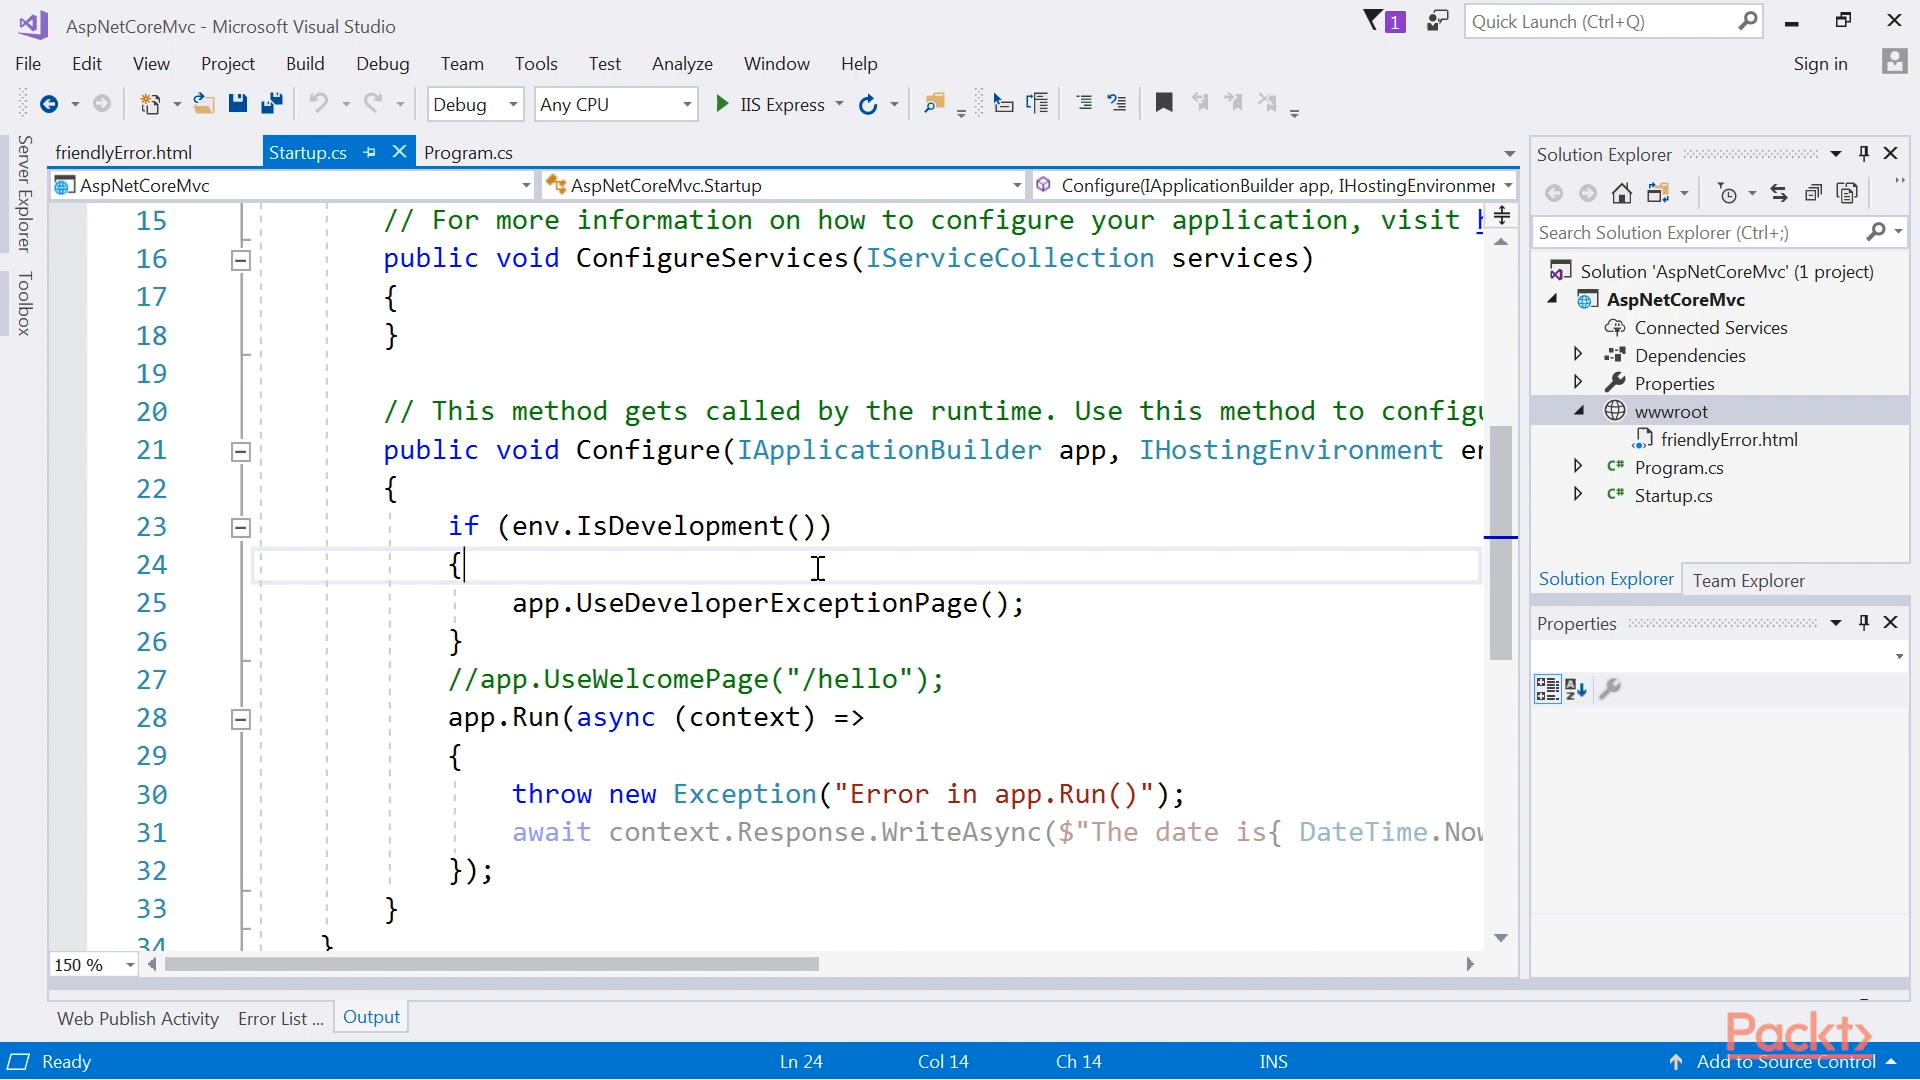 AspNetCoreMvc - Microsoft Visual Studio
1
Quick Launch (Ctrl+Q)
File Edit View Project Build Debug Team Tools Test Analyze Window Help
Sign in
Debug
Any CPU
IIS Express
Server Explorer
Toolbox
friendlyError.html
Startup.cs
Program.cs
AspNetCoreMvc
AspNetCoreMvc.Startup
Configure(IApplicationBuilder app, IHostingEnvironmer
15 // For more information on how to configure your application, visit
16 public void ConfigureServices(IServiceCollection services)
17 {
18 }
19
20 // This method gets called by the runtime. Use this method to config
21 public void Configure(IApplicationBuilder app, IHostingEnvironment
22 {
23 if (env.IsDevelopment())
24 {
25 app.UseDeveloperExceptionPage();
26 }
27 //app.UseWelcomePage("/hello");
28 app.Run(async (context) =>
29 {
30 throw new Exception("Error in app.Run()");
31 await context.Response.WriteAsync($"The date is{ DateTime.Now
32 });
33 }
34 }
150 %
Solution Explorer
Search Solution Explorer (Ctrl+;)
Solution 'AspNetCoreMvc' (1 project)
AspNetCoreMvc
Connected Services
Dependencies
Properties
wwwroot
friendlyError.html
C# Program.cs
C# Startup.cs
Solution Explorer
Team Explorer
Properties
Web Publish Activity
Error List ...
Output
Packt>
Ready
Ln 24
Col 14
Ch 14
INS
Add to Source Control